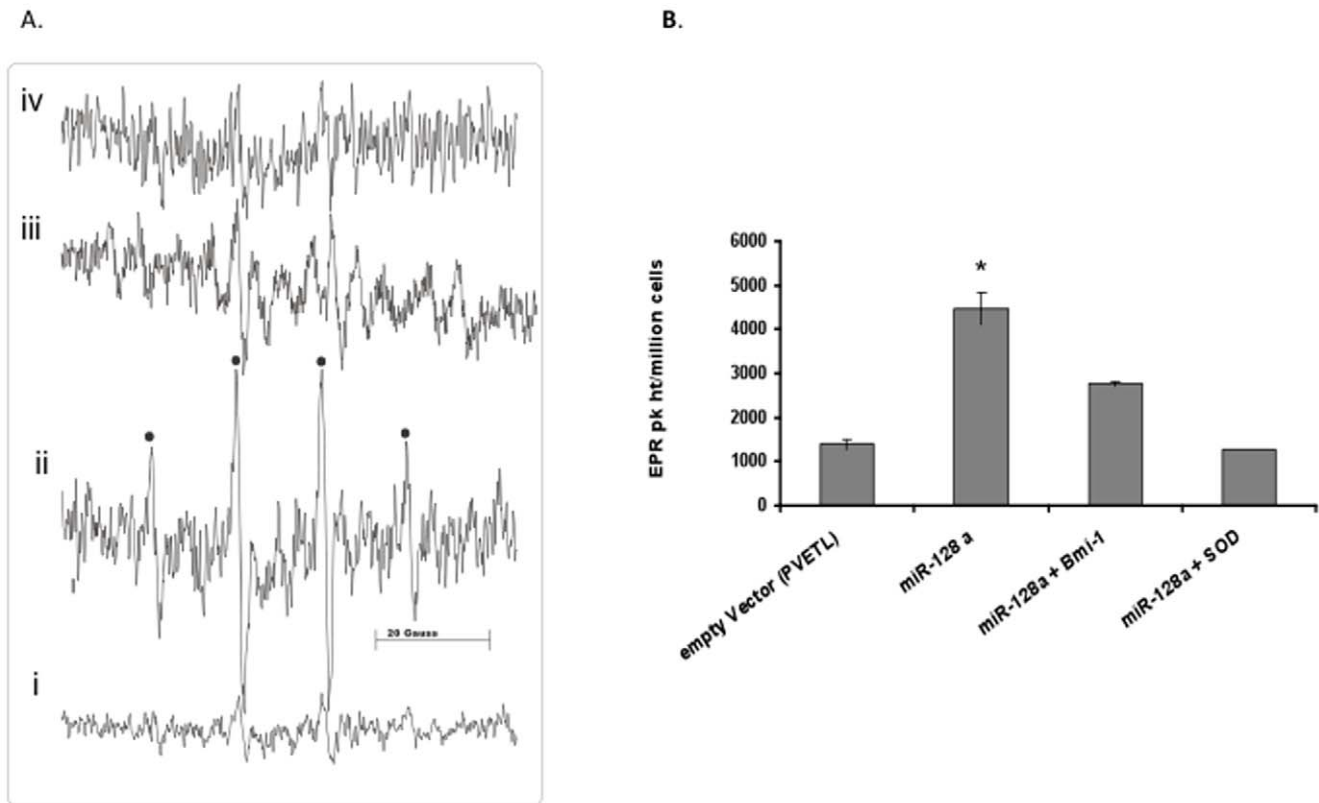 A.
B.
iv
iii
ii
i
20 Gauss
EPR pk ht/million cells
6000
5000
4000
3000
2000
1000
0
*
empty Vector (PVETL)
miR-128 a
miR-128a + Bmi-1
miR-128a + SOD